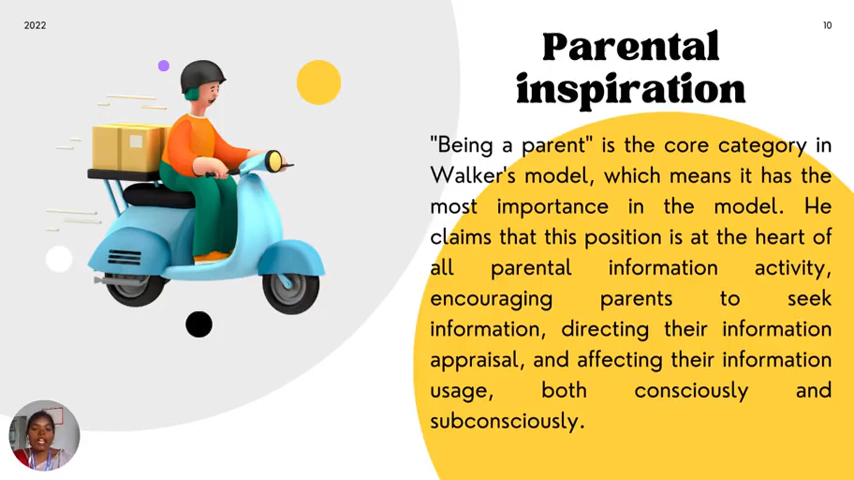 2022
10
Parental
inspiration
"Being a parent" is the core category in
Walker's model, which means it has the
most importance in the model. He
claims that this position is at the heart of
all parental information activity,
encouraging parents to seek
information, directing their information
appraisal, and affecting their information
usage, both consciously and
subconsciously.